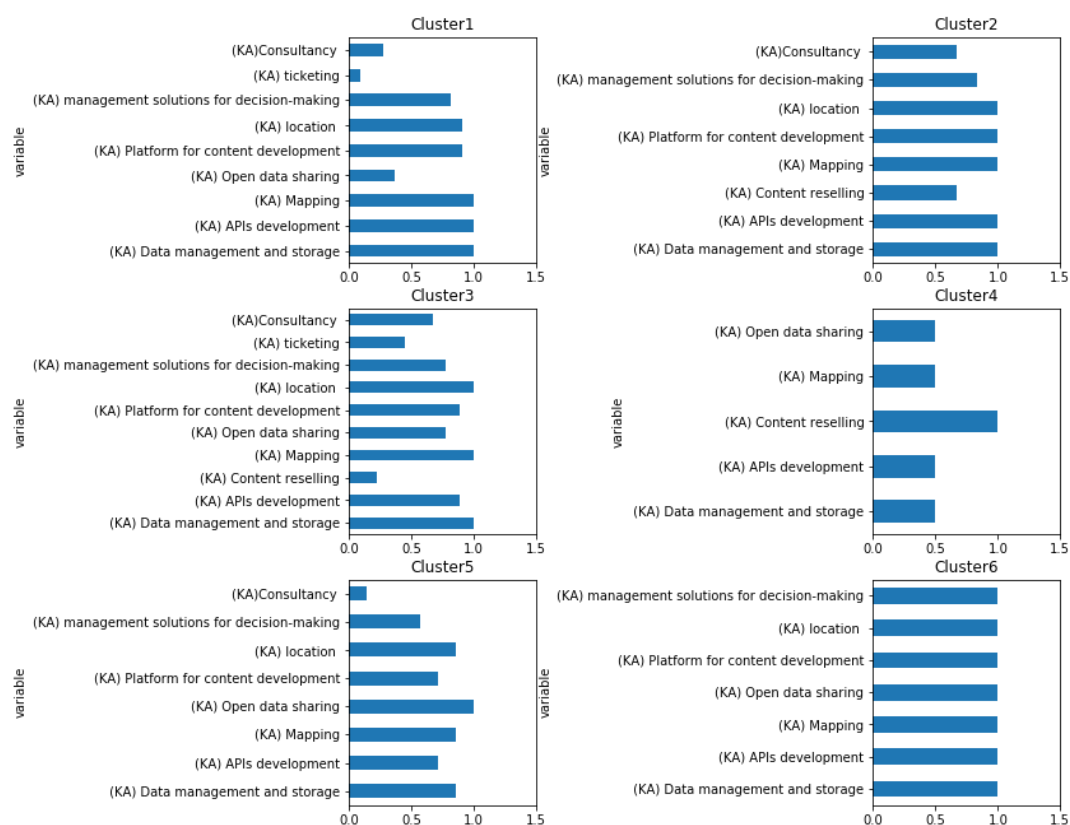 Cluster1
variable
(KA)Consultancy
(KA) ticketing
(KA) management solutions for decision-making
(KA) location
(KA) Platform for content development
(KA) Open data sharing
(KA) Mapping
(KA) APIs development
(KA) Data management and storage
0.0 0.5 1.0 1.5
Cluster2
variable
(KA)Consultancy
(KA) management solutions for decision-making
(KA) location
(KA) Platform for content development
(KA) Mapping
(KA) Content reselling
(KA) APIs development
(KA) Data management and storage
0.0 0.5 1.0 1.5
Cluster3
variable
(KA)Consultancy
(KA) ticketing
(KA) management solutions for decision-making
(KA) location
(KA) Platform for content development
(KA) Open data sharing
(KA) Mapping
(KA) Content reselling
(KA) APIs development
(KA) Data management and storage
0.0 0.5 1.0 1.5
Cluster4
variable
(KA) Open data sharing
(KA) Mapping
(KA) Content reselling
(KA) APIs development
(KA) Data management and storage
0.0 0.5 1.0 1.5
Cluster5
variable
(KA)Consultancy
(KA) management solutions for decision-making
(KA) location
(KA) Platform for content development
(KA) Open data sharing
(KA) Mapping
(KA) APIs development
(KA) Data management and storage
0.0 0.5 1.0 1.5
Cluster6
variable
(KA) management solutions for decision-making
(KA) location
(KA) Platform for content development
(KA) Open data sharing
(KA) Mapping
(KA) APIs development
(KA) Data management and storage
0.0 0.5 1.0 1.5